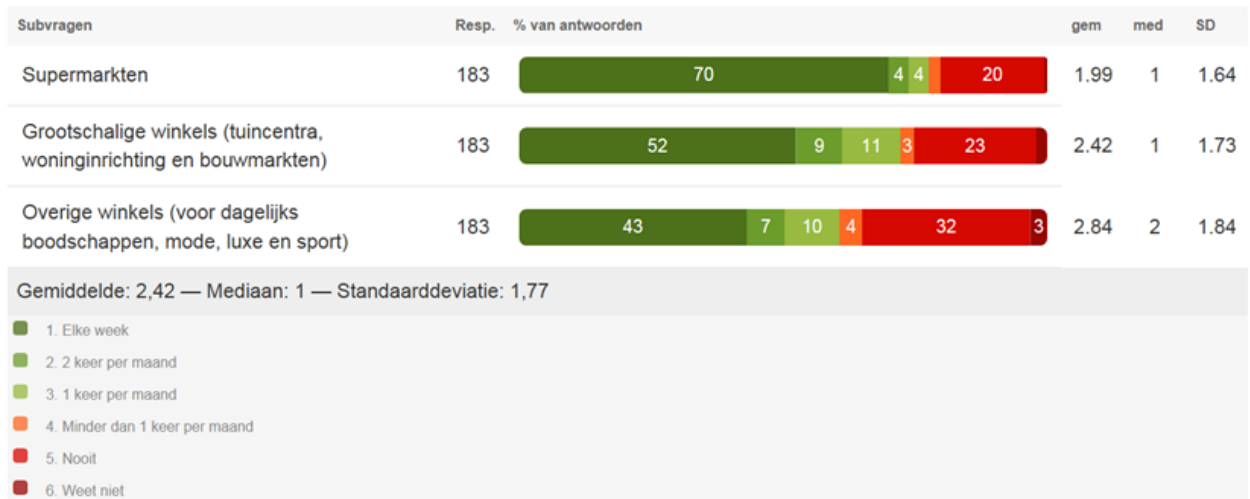 Subvragen Resp. % van antwoorden gem med SD
Supermarkten 183 70 4 4 20 1.99 1 1.64
Grootschalige winkels (tuincentra,
woninginrichting en bouwmarkten) 183 52 9 11 3 23 2.42 1 1.73
Overige winkels (voor dagelijks
boodschappen, mode, luxe en sport) 183 43 7 10 4 32 3 2.84 2 1.84
Gemiddelde: 2,42 — Mediaan: 1 — Standaarddeviatie: 1,77
1. Elke week
2. 2 keer per maand
3. 1 keer per maand
4. Minder dan 1 keer per maand
5. Nooit
6. Weet niet